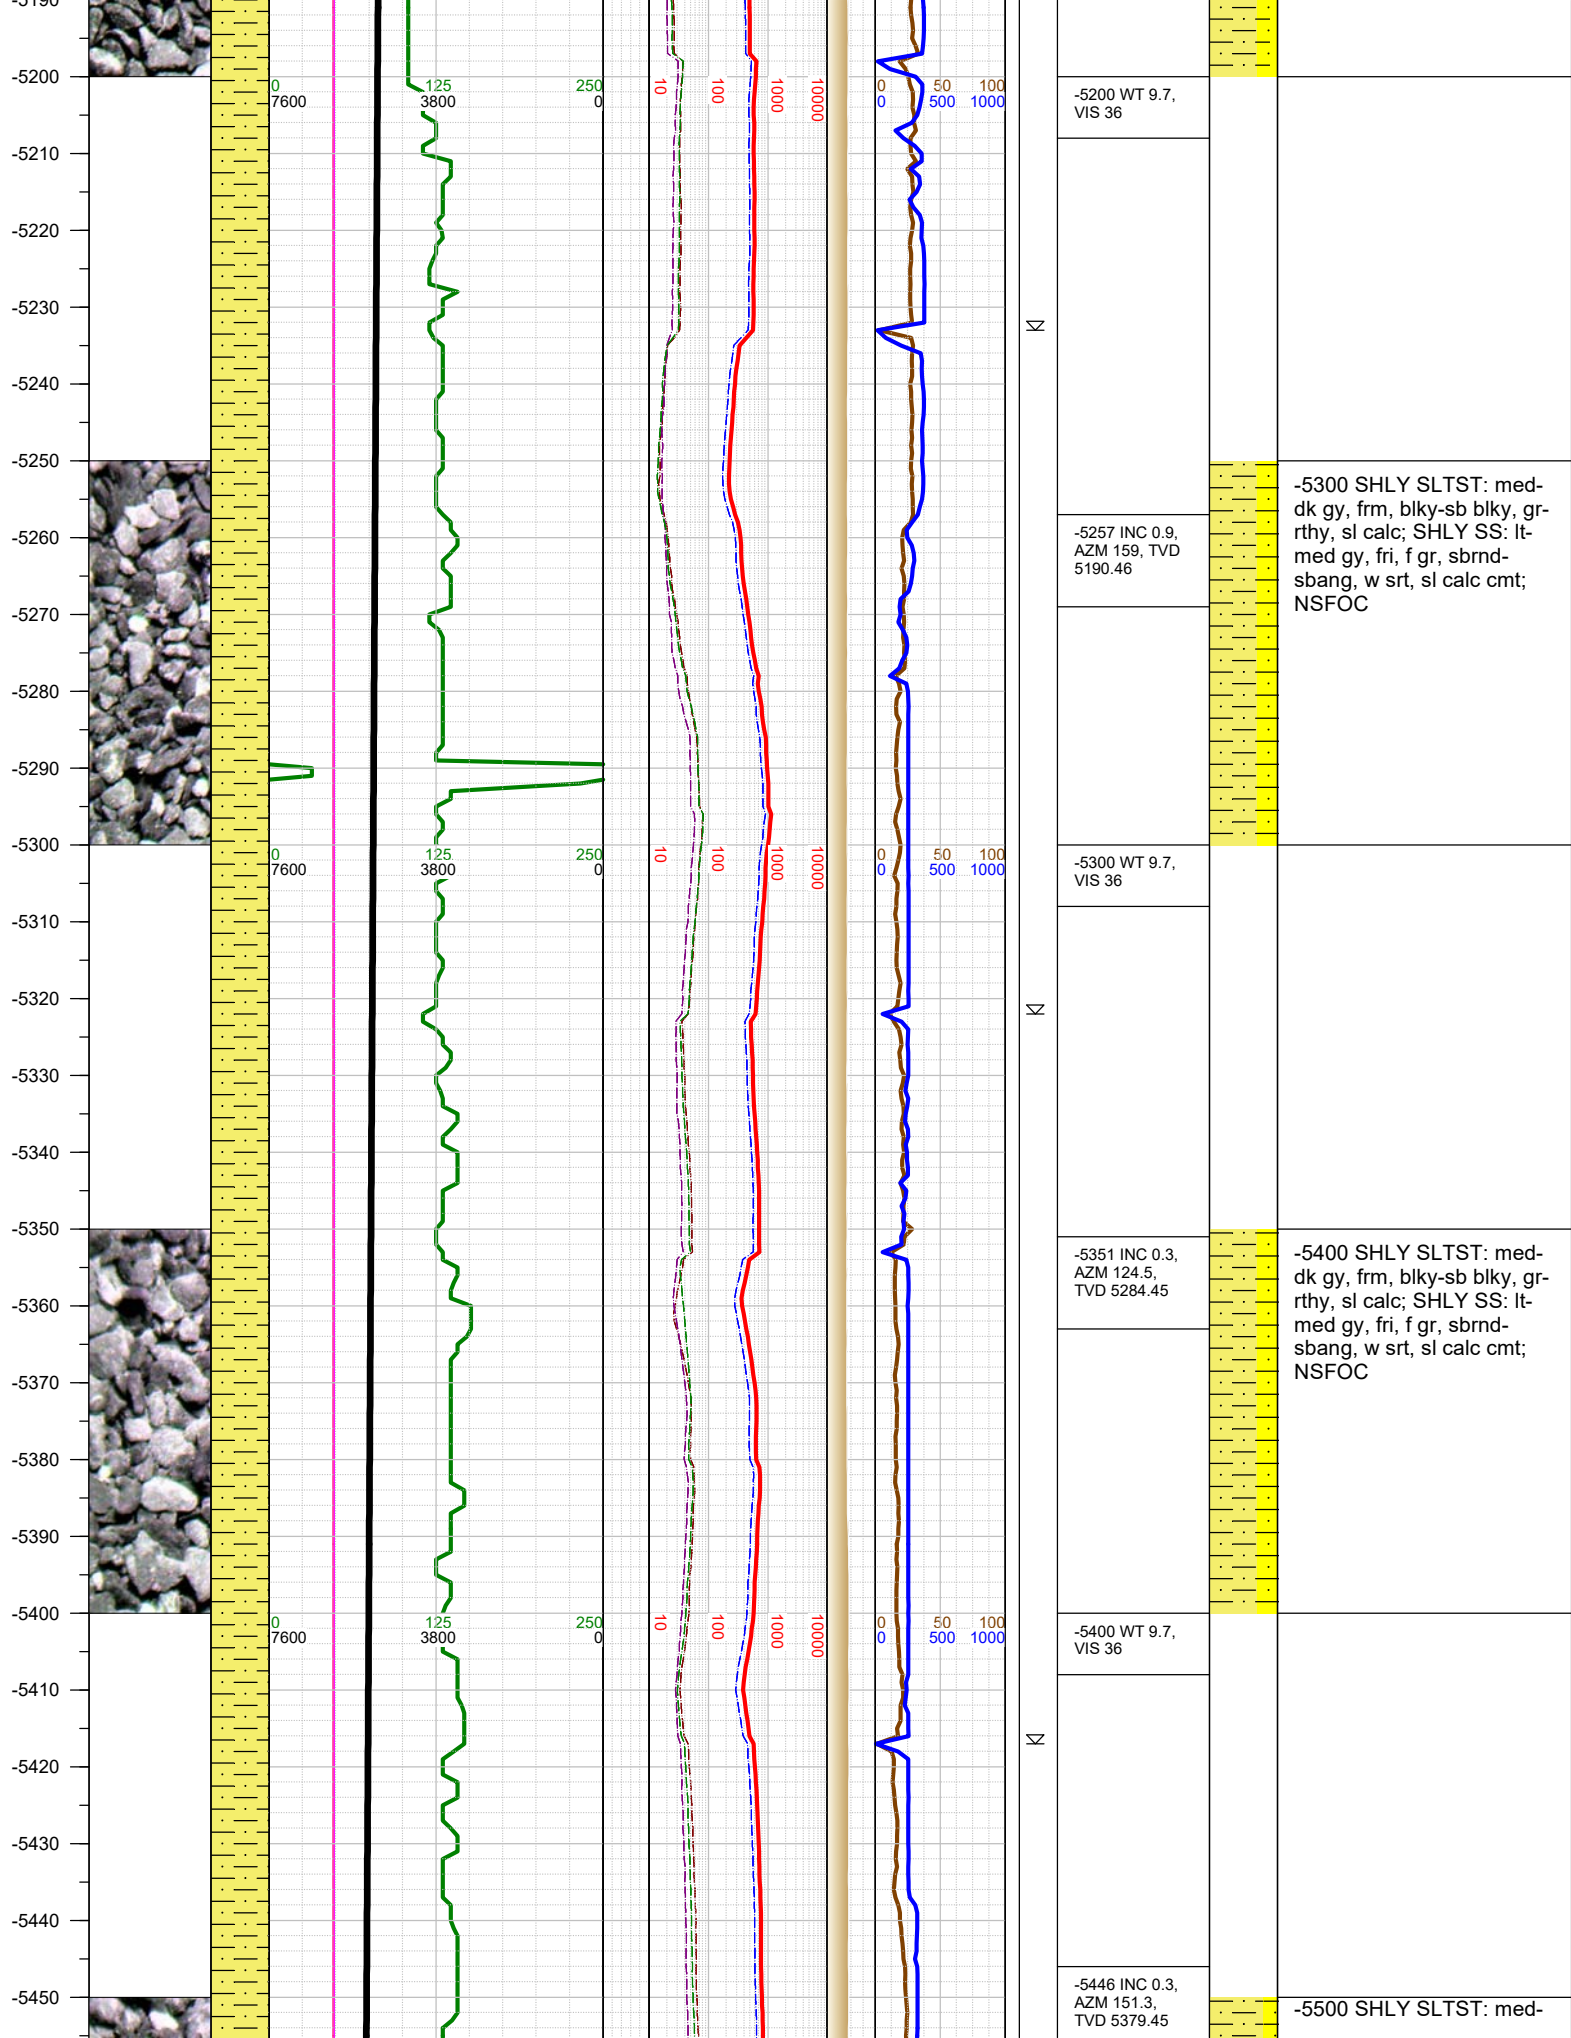 -5190
-5200
0 125 250
7600 3800 0
10 100 1000 10000
0 50 100
0 500 1000
-5200 WT 9.7,
VIS 36
-5210
-5220
-5230
-5240
-5250
-5300 SHLY SLTST: med-
dk gy, frm, blky-sb blky, gr-
rthy, sl calc; SHLY SS: lt-
med gy, fri, f gr, sbrnd-
sbang, w srt, sl calc cmt;
NSFOC
-5257 INC 0.9,
AZM 159, TVD
5190.46
-5260
-5270
-5280
-5290
-5300
0 125 250
7600 3800 0
10 100 1000 10000
0 50 100
0 500 1000
-5300 WT 9.7,
VIS 36
-5310
-5320
-5330
-5340
-5350
-5351 INC 0.3,
AZM 124.5,
TVD 5284.45
-5400 SHLY SLTST: med-
dk gy, frm, blky-sb blky, gr-
rthy, sl calc; SHLY SS: lt-
med gy, fri, f gr, sbrnd-
sbang, w srt, sl calc cmt;
NSFOC
-5360
-5370
-5380
-5390
-5400
0 125 250
7600 3800 0
10 100 1000 10000
0 50 100
0 500 1000
-5400 WT 9.7,
VIS 36
-5410
-5420
-5430
-5440
-5450
-5446 INC 0.3,
AZM 151.3,
TVD 5379.45
-5500 SHLY SLTST: med-